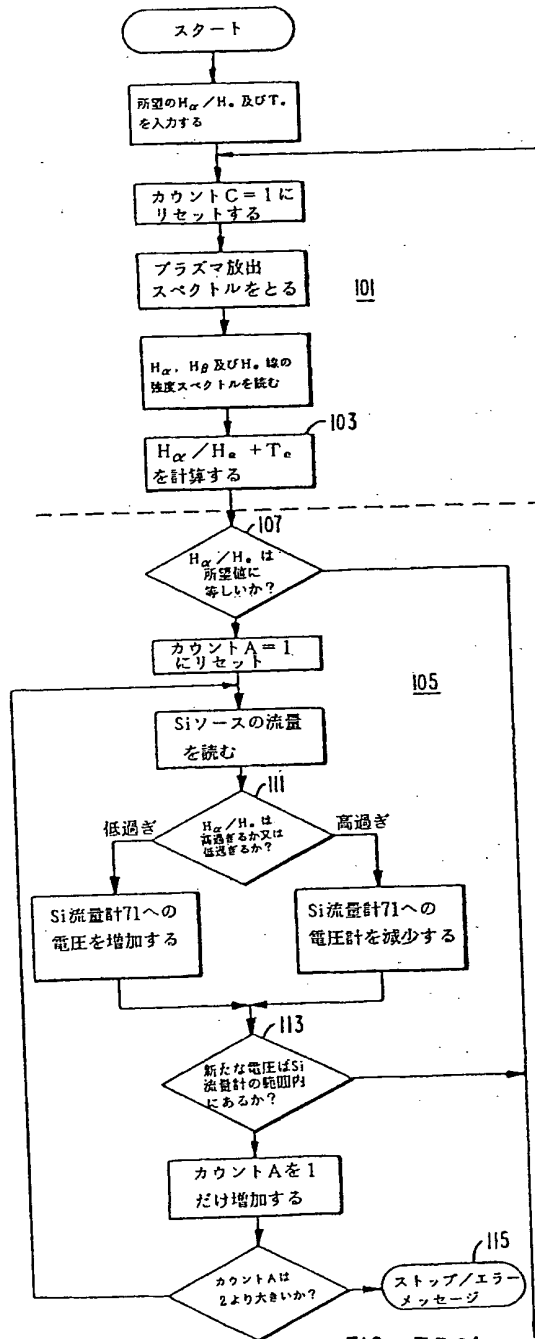 スタート
所望のHα/H. 及びT.
を入力する
カウントC=1に
リセットする
プラズマ放出
スペクトルをとる
101
Hα, Hβ 及びH. 線の
強度スペクトルを読む
103
Hα/He +Te
を計算する
107
Hα/H. は
所望値に
等しいか?
カウントA=1
にリセット
105
Siソースの流量
を読む
111
Hα/H. は
高過ぎるか又は
低過ぎるか?
低過ぎ
高過ぎ
Si流量計71への
電圧を増加する
Si流量計71への
電圧計を減少する
113
新たな電圧はSi
流量計の範囲内
にあるか?
カウントAを1
だけ増加する
カウントAは
2より大きいか?
115
ストップ/エラー
メッセージ